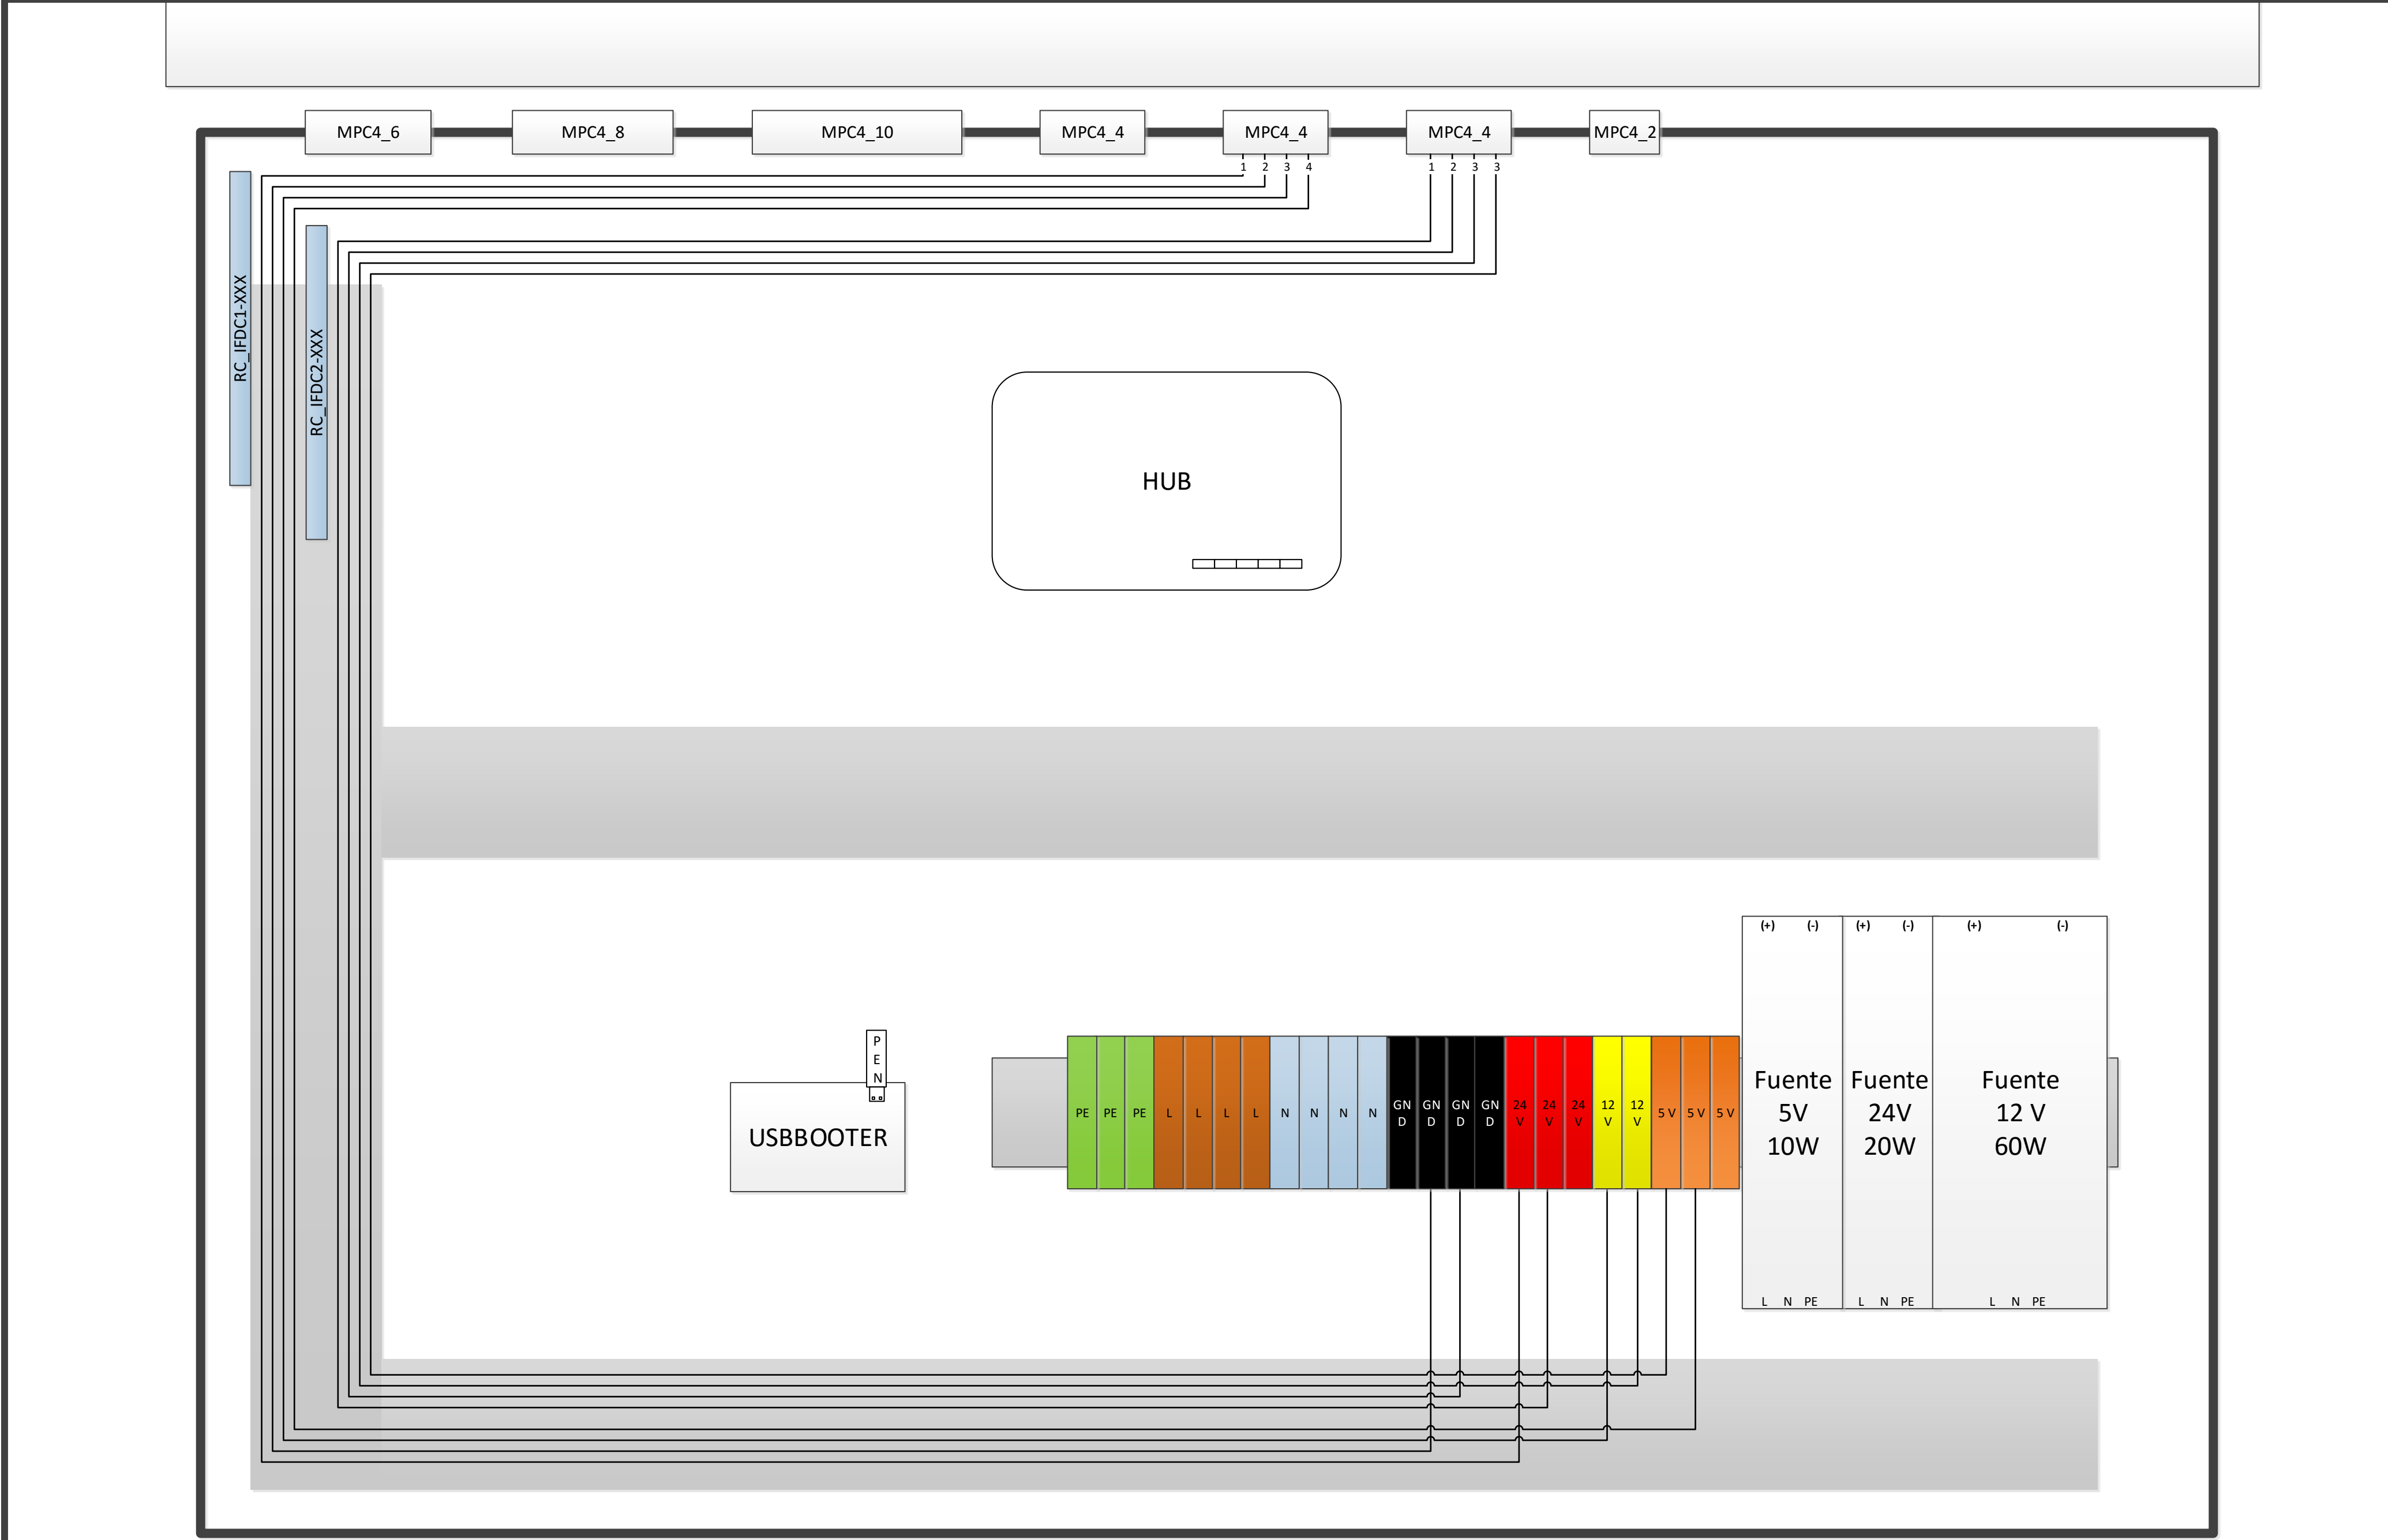 MPC4_6 MPC4_8 MPC4_10 MPC4_4 MPC4_4 MPC4_4 MPC4_2
1 2 3 4 1 2 3 3
RC_IFDC1-XXX
RC_IFDC2-XXX
HUB
(+) (-) (+) (-) (+) (-)
P
E
N
USBBOOTER
PE PE PE L L L L N N N N GN GN GN GN 24 24 24 12 12 5 V 5 V 5 V
D D D D V V V V V
Fuente
5V
10W
Fuente
24V
20W
Fuente
12 V
60W
L N PE L N PE L N PE